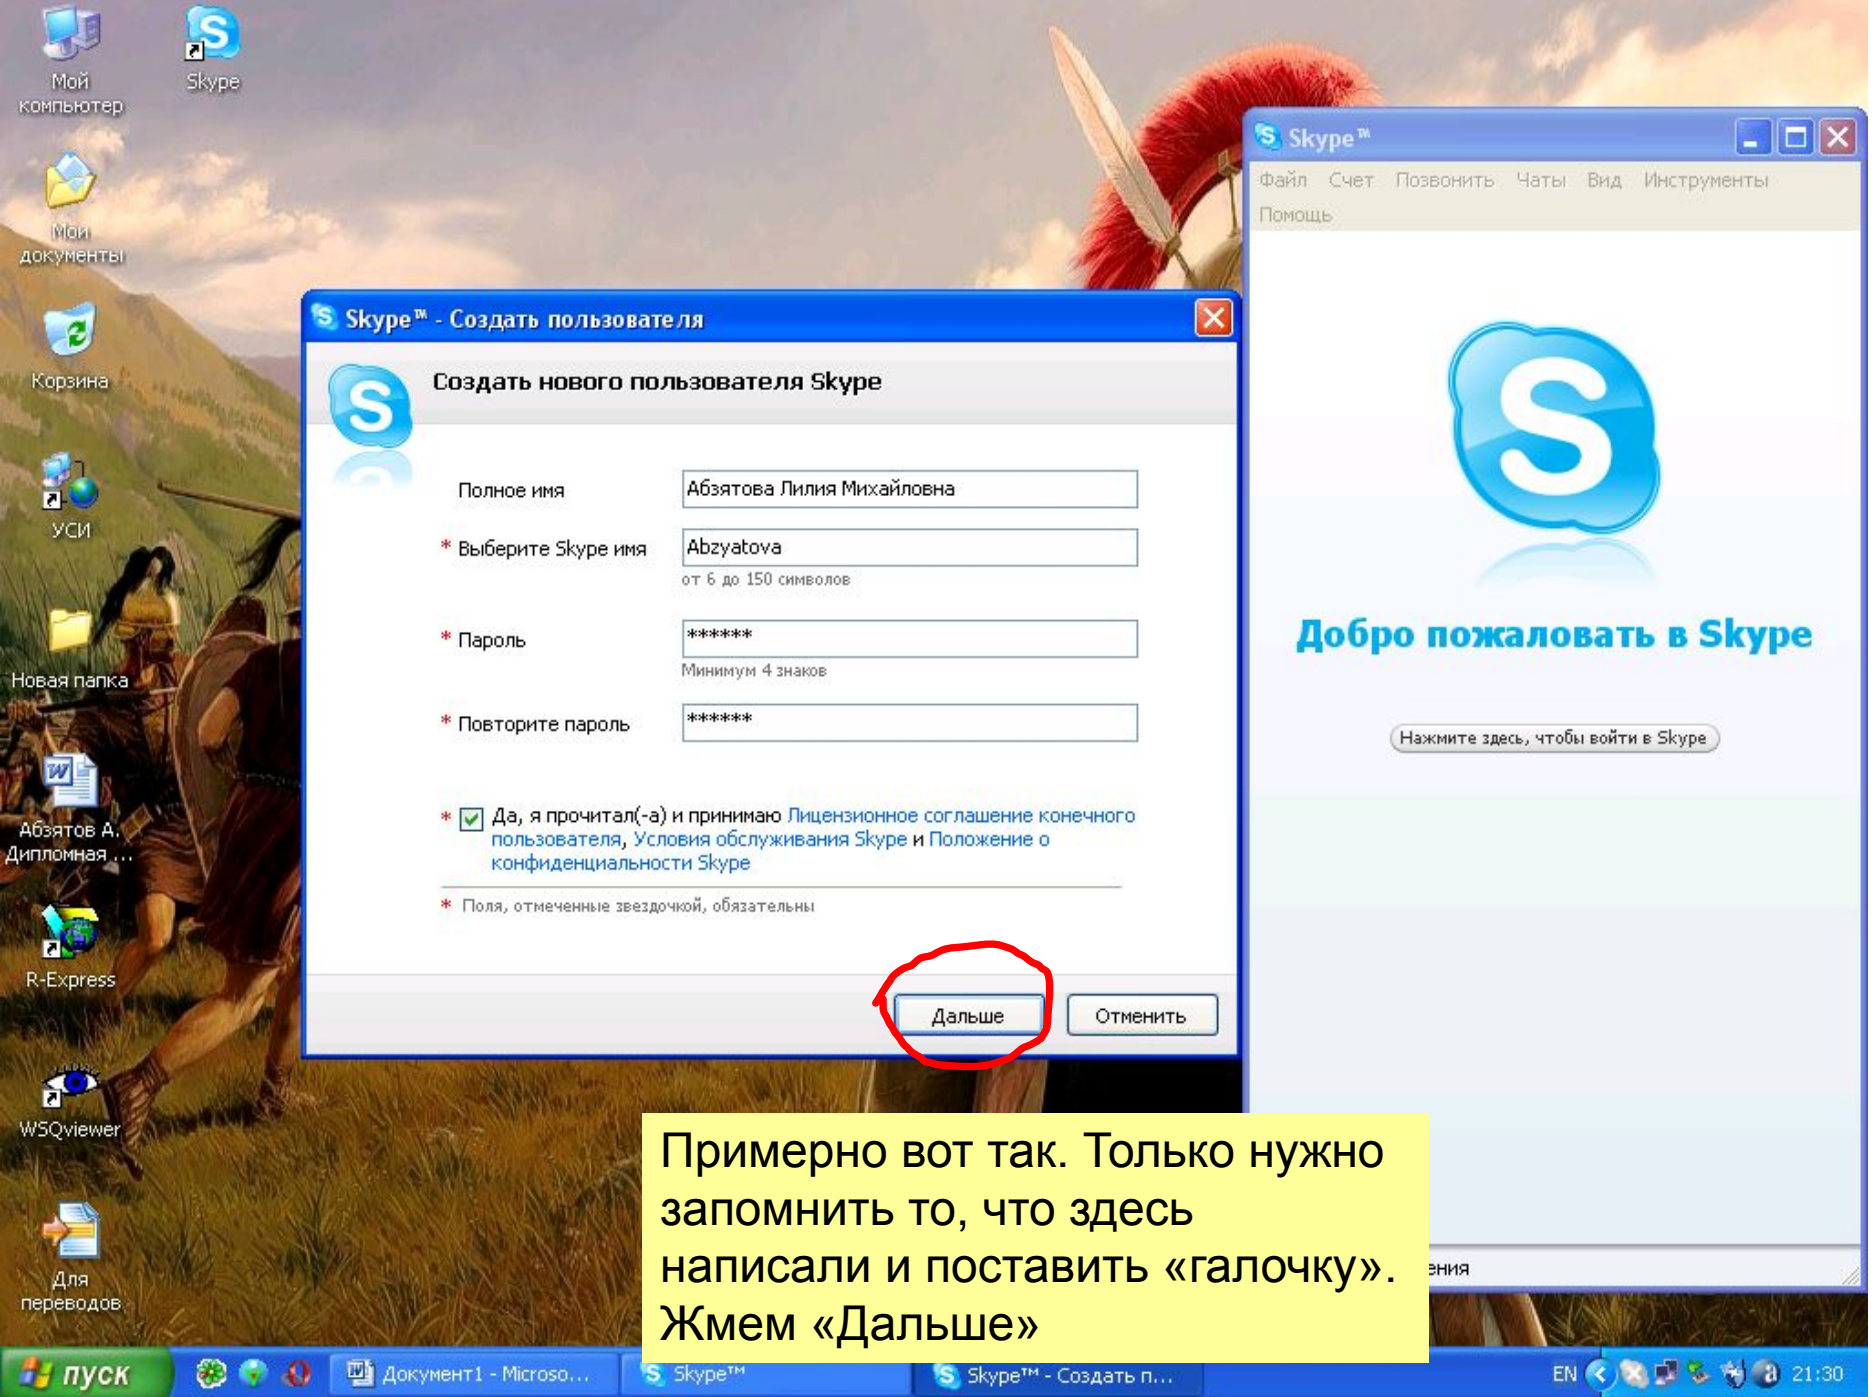 Мой
компьютер
Skype
Мои
документы
Корзина
УСИ
Новая папка
Абзятов А.
Дипломная ...
R-Express
WSQviewer
Для
переводов
Skype™ - Создать пользователя
Создать нового пользователя Skype
Полное имя
Абзятова Лилия Михайловна
* Выберите Skype имя
Abzyatova
от 6 до 150 символов
* Пароль
******
Минимум 4 знаков
* Повторите пароль
******
* Да, я прочитал(-а) и принимаю Лицензионное соглашение конечного
пользователя, Условия обслуживания Skype и Положение о
конфиденциальности Skype
* Поля, отмеченные звездочкой, обязательны
Дальше
Отменить
Skype™
Файл Счет Позвонить Чаты Вид Инструменты
Помощь
Добро пожаловать в Skype
Нажмите здесь, чтобы войти в Skype
ения
Примерно вот так. Только нужно
запомнить то, что здесь
написали и поставить «галочку».
Жмем «Дальше»
пуск
Документ1 - Microso...
Skype™
Skype™ - Создать п...
EN
21:30